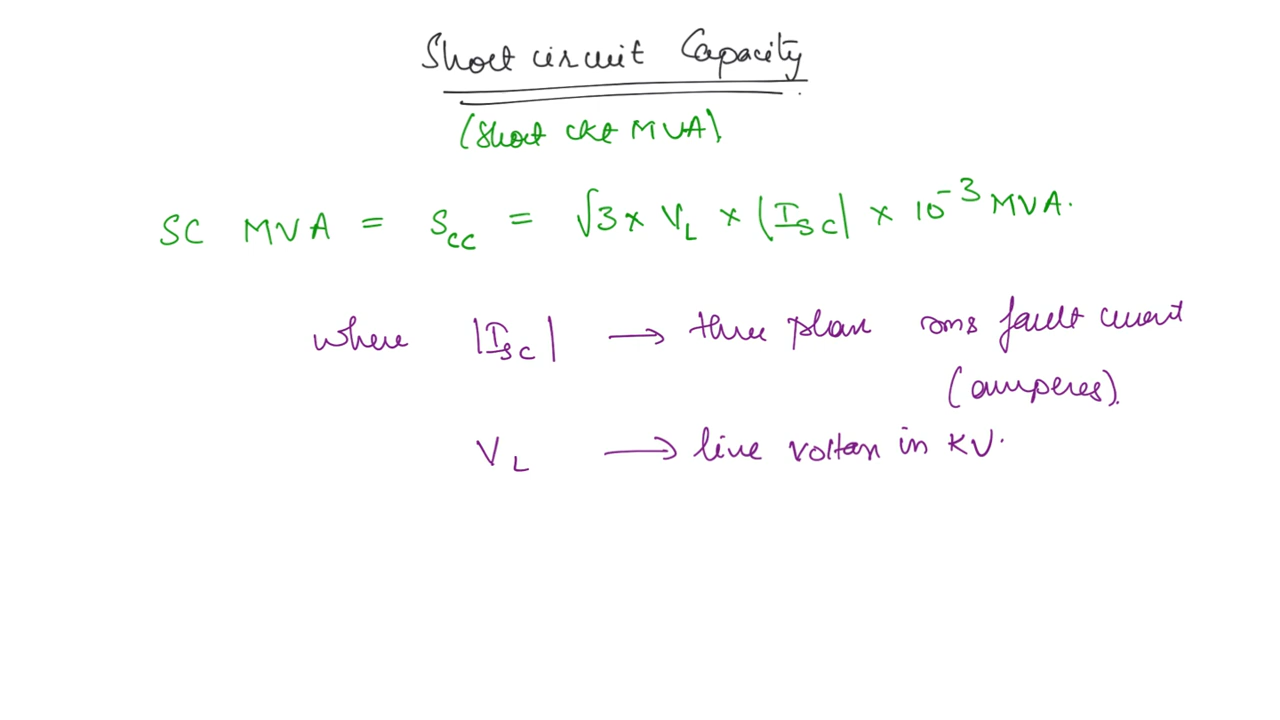 Short circuit Capacity
(Short ckt MVA)
SC MVA = S_CC = √3 × V_L × |I_SC| × 10^-3 MVA.
where |I_SC| → three phase rms fault current
(amperes).
V_L → line voltage in KV.